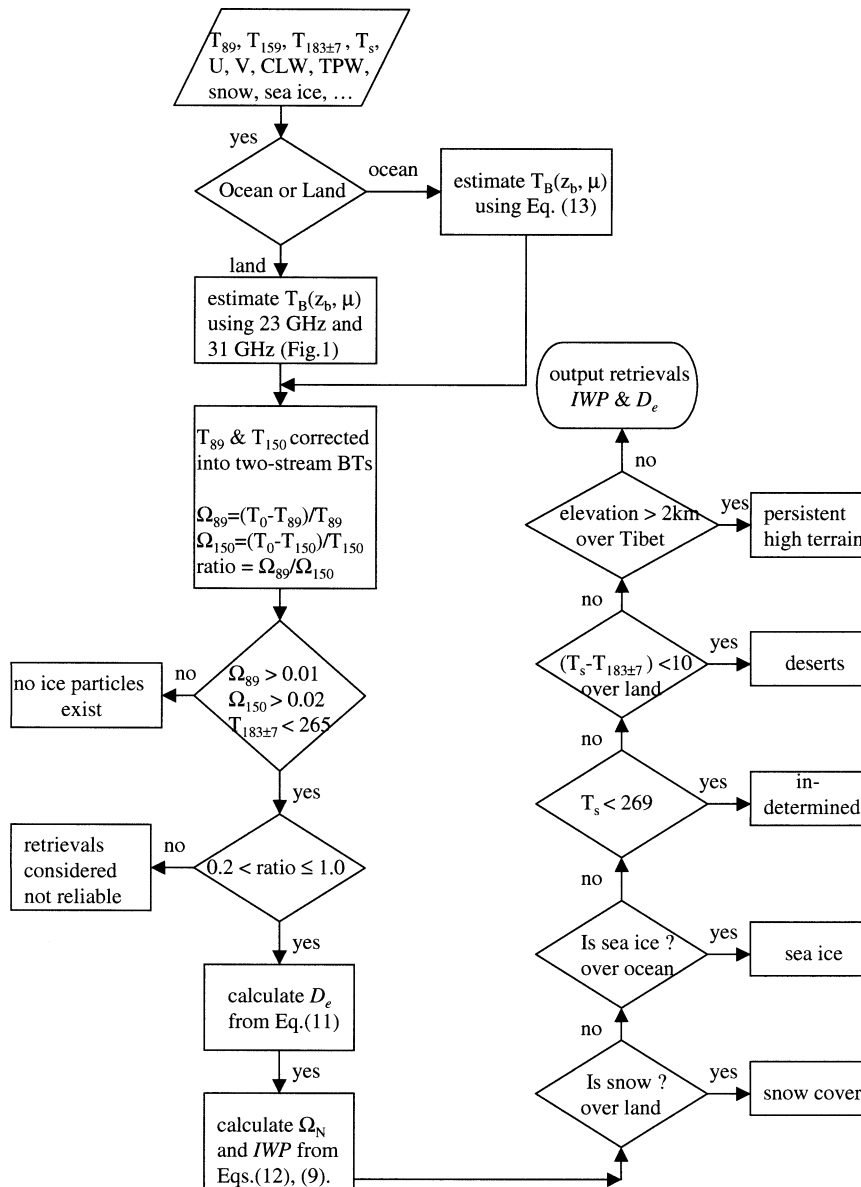 T89, T159, T183±7, Ts,
U, V, CLW, TPW,
snow, sea ice, ...
yes
Ocean or Land
ocean
estimate TB(zb, μ)
using Eq. (13)
land
estimate TB(zb, μ)
using 23 GHz and
31 GHz (Fig.1)
T89 & T150 corrected
into two-stream BTs
Ω89=(T0-T89)/T89
Ω150=(T0-T150)/T150
ratio = Ω89/Ω150
Ω89 > 0.01
Ω150 > 0.02
T183±7 < 265
no
no ice particles
exist
yes
0.2 < ratio ≤ 1.0
no
retrievals
considered
not reliable
yes
calculate De
from Eq.(11)
yes
calculate ΩN
and IWP from
Eqs.(12), (9).
Is snow ?
over land
yes
snow cover
no
Is sea ice ?
over ocean
yes
sea ice
no
Ts < 269
yes
in-
determined
no
(Ts-T183±7) <10
over land
yes
deserts
no
elevation > 2km
over Tibet
yes
persistent
high terrain
no
output retrievals
IWP & De